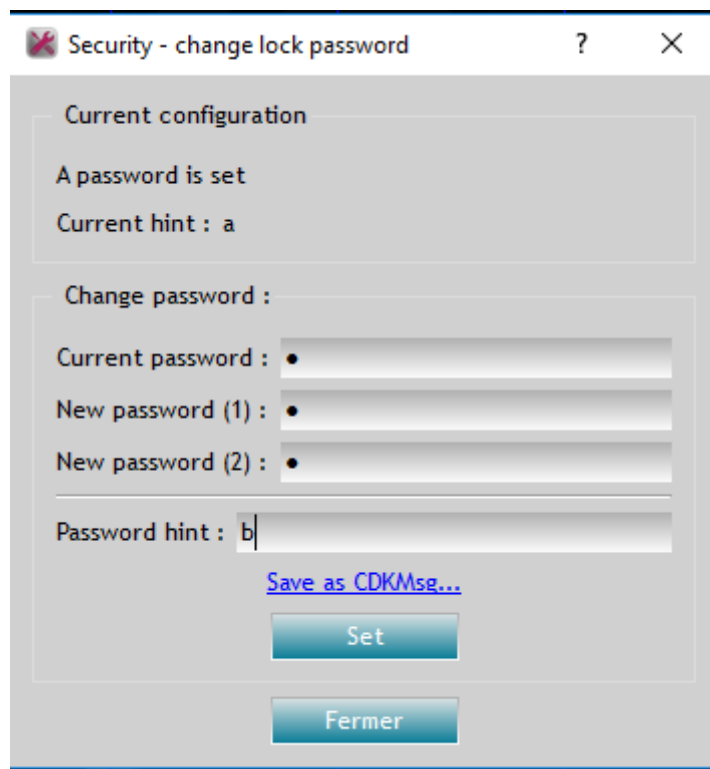 Security - change lock password ? ×
Current configuration
A password is set
Current hint : a
Change password :
Current password : •
New password (1) : •
New password (2) : •
Password hint : b
Save as CDKMsg...
Set
Fermer